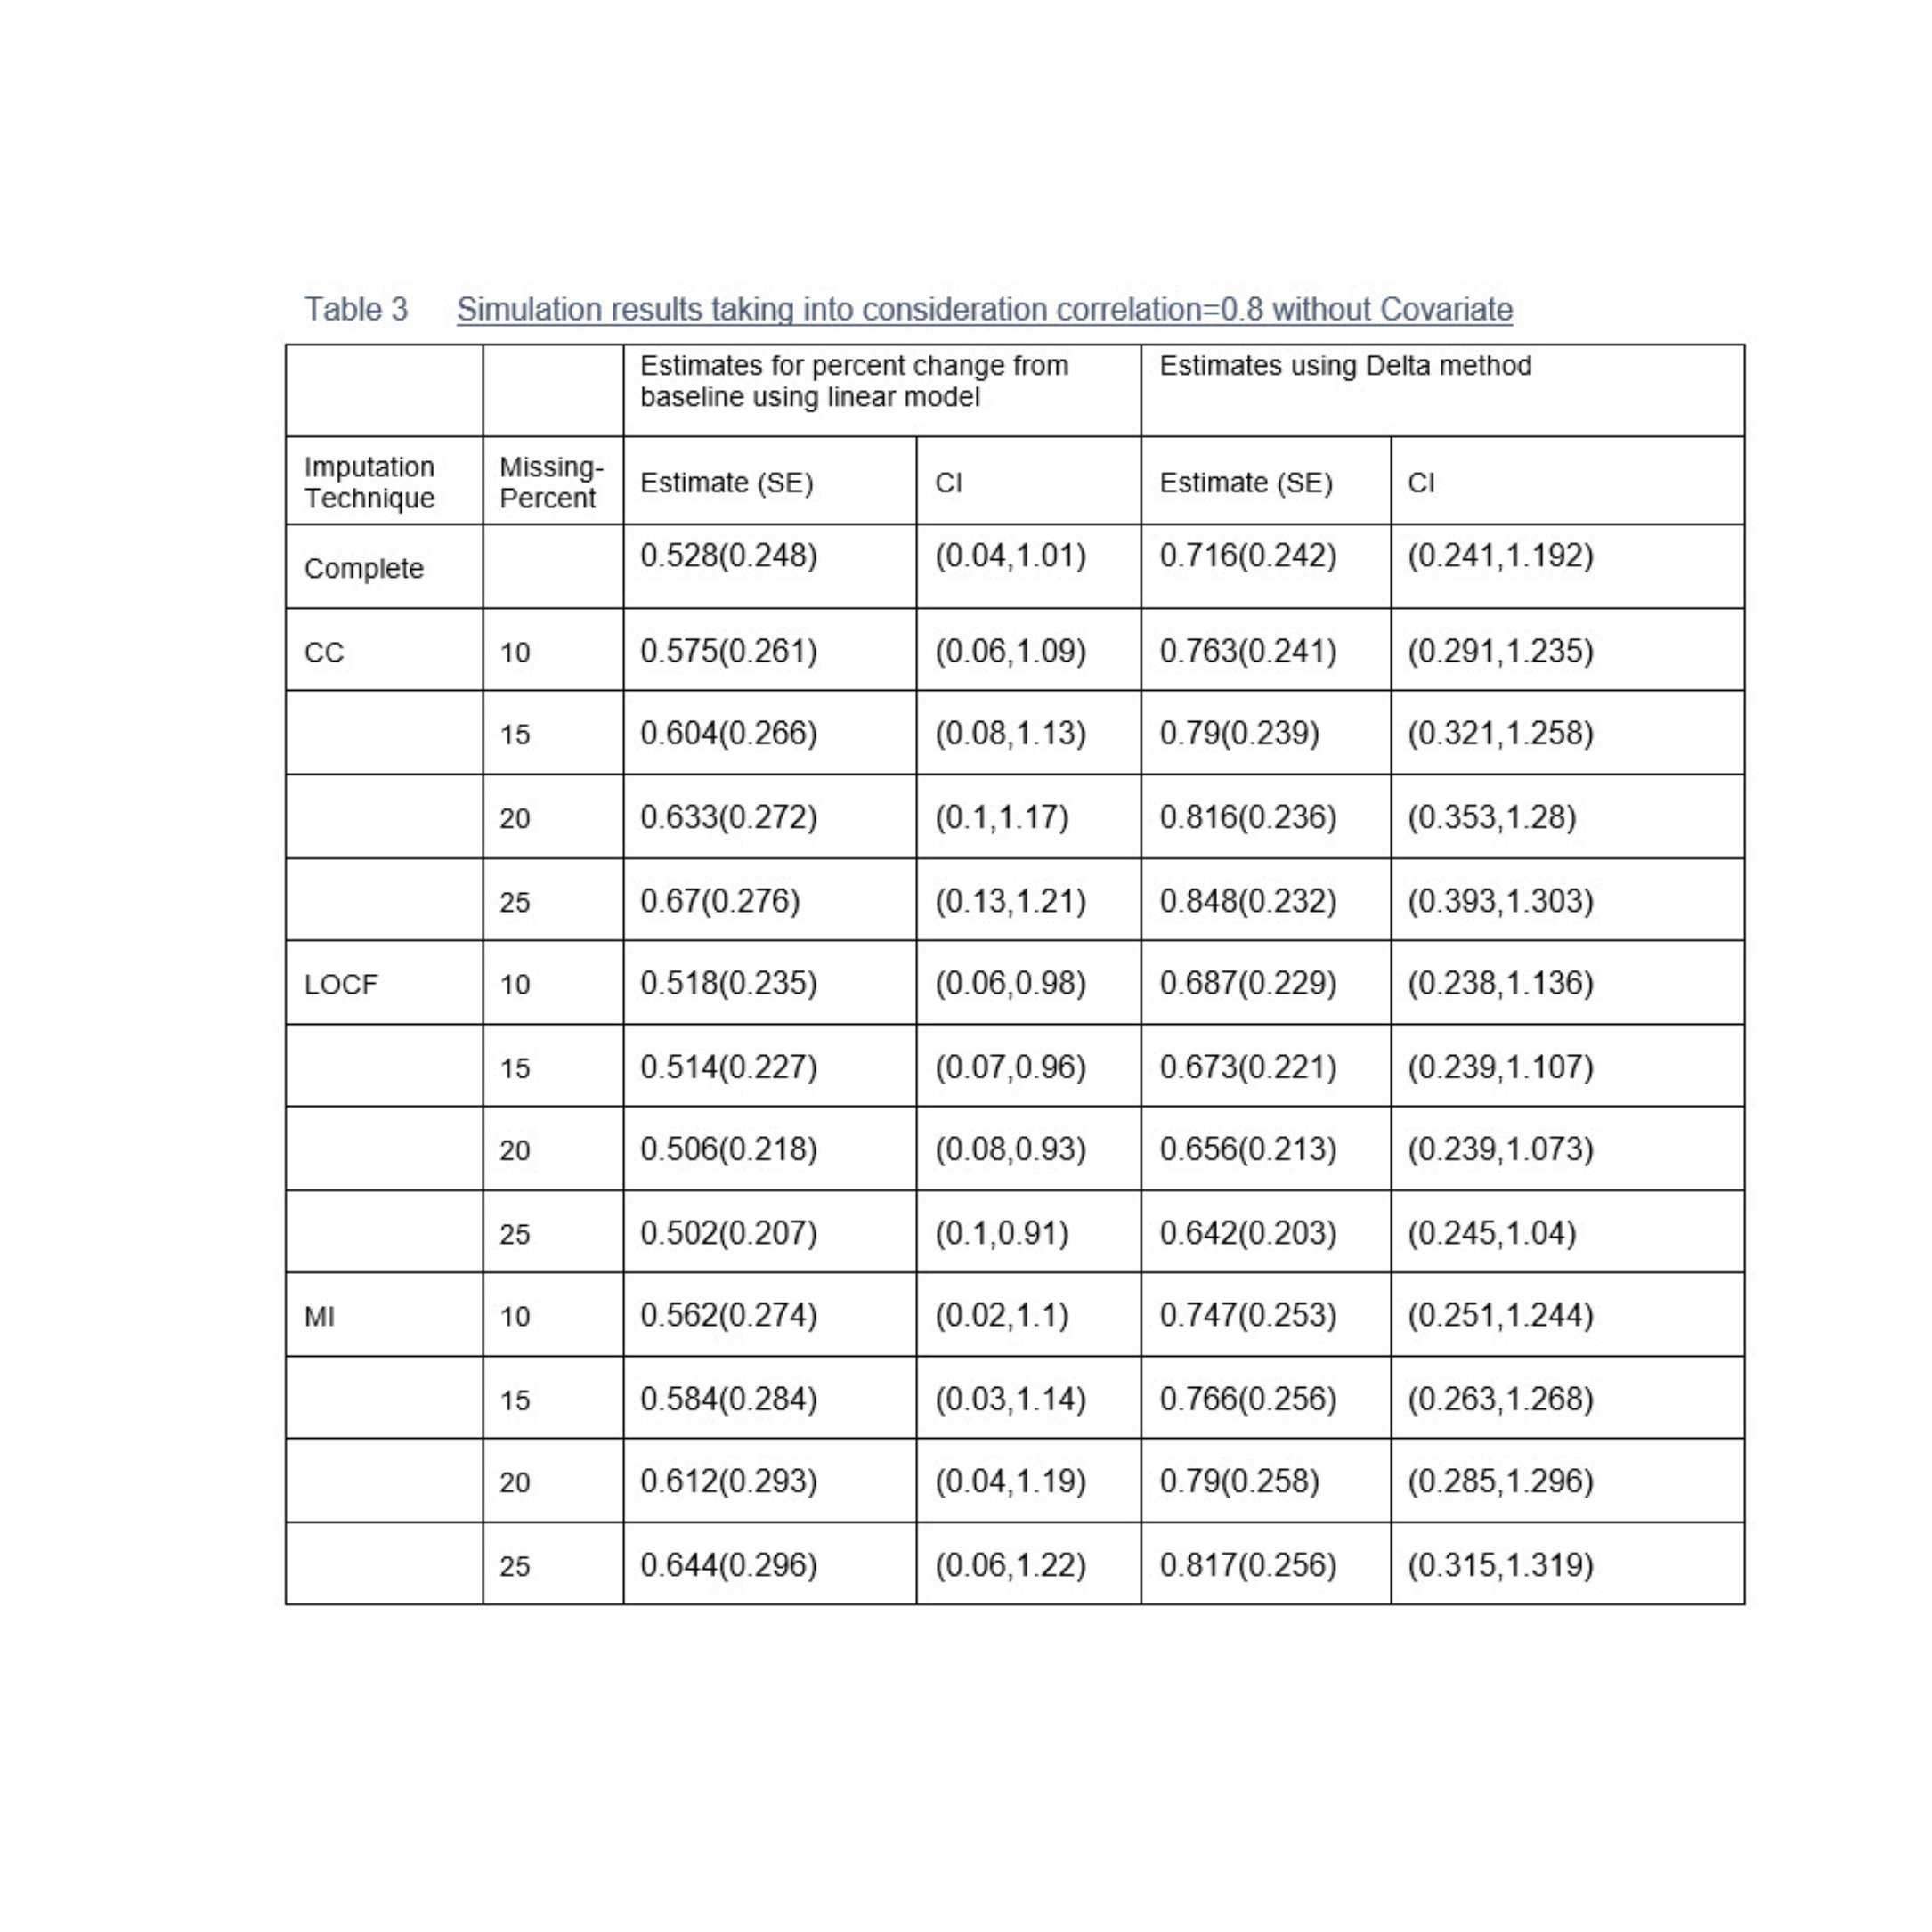 Table 3 Simulation results taking into consideration correlation=0.8 without Covariate
Estimates for percent change from
baseline using linear model
Estimates using Delta method
Imputation
Technique
Missing-
Percent
Estimate (SE) CI Estimate (SE) CI
Complete 0.528(0.248) (0.04,1.01) 0.716(0.242) (0.241,1.192)
CC 10 0.575(0.261) (0.06,1.09) 0.763(0.241) (0.291,1.235)
15 0.604(0.266) (0.08,1.13) 0.79(0.239) (0.321,1.258)
20 0.633(0.272) (0.1,1.17) 0.816(0.236) (0.353,1.28)
25 0.67(0.276) (0.13,1.21) 0.848(0.232) (0.393,1.303)
LOCF 10 0.518(0.235) (0.06,0.98) 0.687(0.229) (0.238,1.136)
15 0.514(0.227) (0.07,0.96) 0.673(0.221) (0.239,1.107)
20 0.506(0.218) (0.08,0.93) 0.656(0.213) (0.239,1.073)
25 0.502(0.207) (0.1,0.91) 0.642(0.203) (0.245,1.04)
MI 10 0.562(0.274) (0.02,1.1) 0.747(0.253) (0.251,1.244)
15 0.584(0.284) (0.03,1.14) 0.766(0.256) (0.263,1.268)
20 0.612(0.293) (0.04,1.19) 0.79(0.258) (0.285,1.296)
25 0.644(0.296) (0.06,1.22) 0.817(0.256) (0.315,1.319)